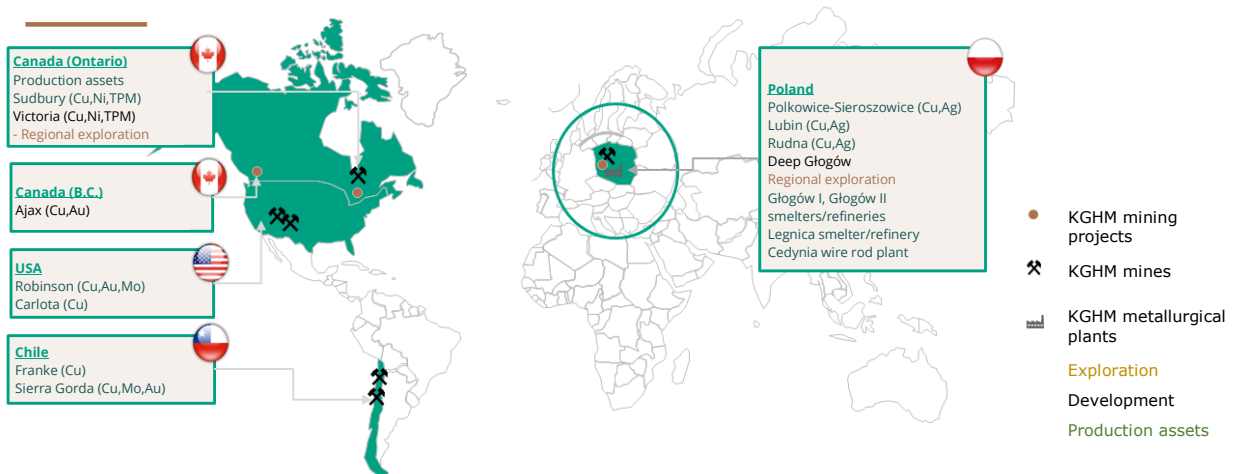 Canada (Ontario)
Production assets
Sudbury (Cu,Ni,TPM)
Victoria (Cu,Ni,TPM)
- Regional exploration
Canada (B.C.)
Ajax (Cu,Au)
USA
Robinson (Cu,Au,Mo)
Carlota (Cu)
Chile
Franke (Cu)
Sierra Gorda (Cu,Mo,Au)
Poland
Polkowice-Sieroszowice (Cu,Ag)
Lubin (Cu,Ag)
Rudna (Cu,Ag)
Deep Głogów
Regional exploration
Głogów I, Głogów II
smelters/refineries
Legnica smelter/refinery
Cedynia wire rod plant
KGHM mining
projects
KGHM mines
KGHM metallurgical
plants
Exploration
Development
Production assets